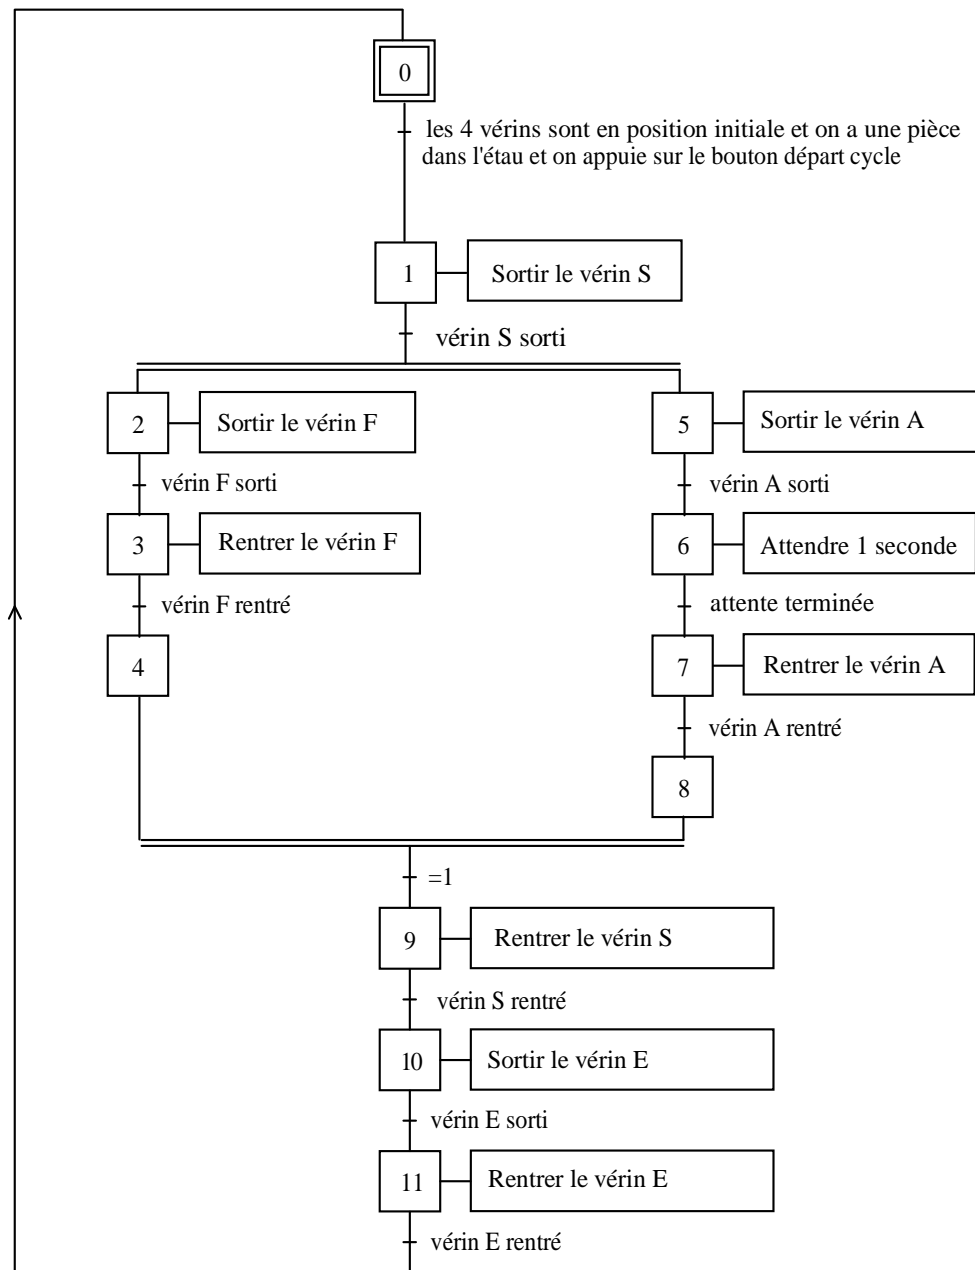 0
les 4 vérins sont en position initiale et on a une pièce
dans l'étau et on appuie sur le bouton départ cycle
1
Sortir le vérin S
vérin S sorti
2
Sortir le vérin F
vérin F sorti
3
Rentrer le vérin F
vérin F rentré
4
5
Sortir le vérin A
vérin A sorti
6
Attendre 1 seconde
attente terminée
7
Rentrer le vérin A
vérin A rentré
8
=1
9
Rentrer le vérin S
vérin S rentré
10
Sortir le vérin E
vérin E sorti
11
Rentrer le vérin E
vérin E rentré